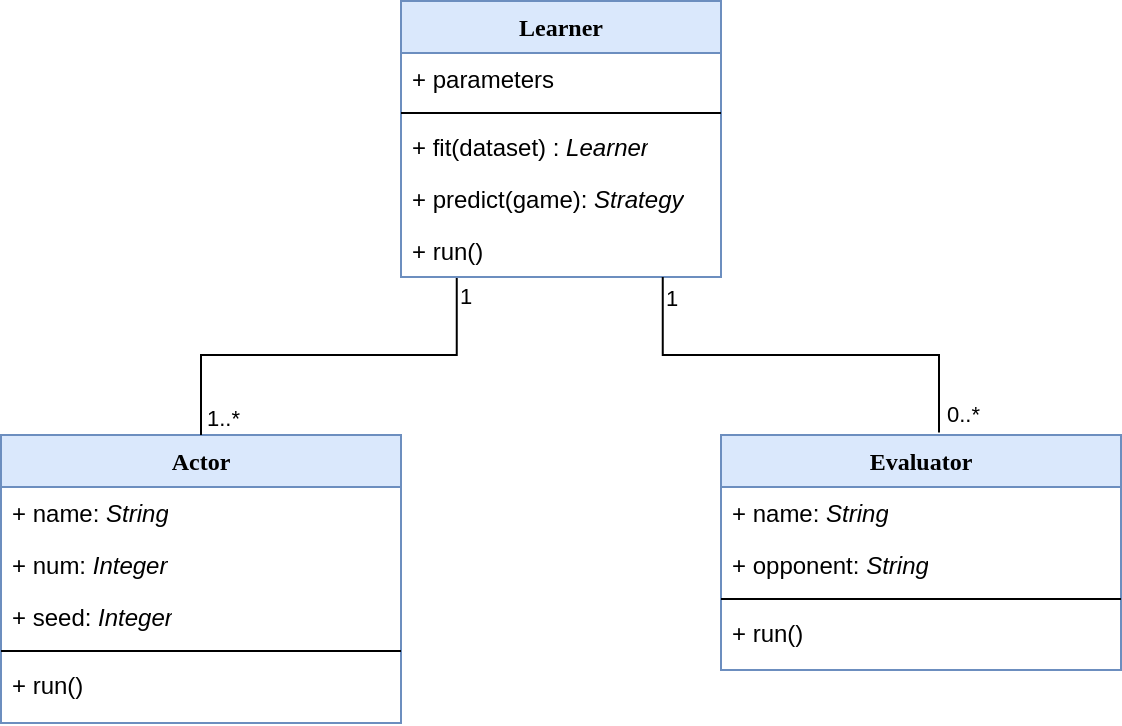 Learner
+ parameters
+ fit(dataset) : Learner
+ predict(game): Strategy
+ run()
1
1
1..*
0..*
Actor
+ name: String
+ num: Integer
+ seed: Integer
+ run()
Evaluator
+ name: String
+ opponent: String
+ run()